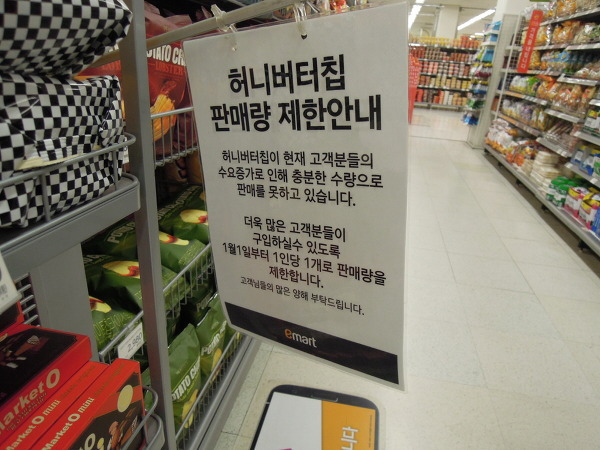 허니버터칩
판매량 제한안내
허니버터칩이 현재 고객분들의
수요증가로 인해 충분한 수량으로
판매를 못하고 있습니다.
더욱 많은 고객분들이
구입하실수 있도록
1월1일부터 1인당 1개로 판매량을
제한합니다.
고객님들의 많은 양해 부탁드립니다.
emart
Market O
Market O mini
Market O mini